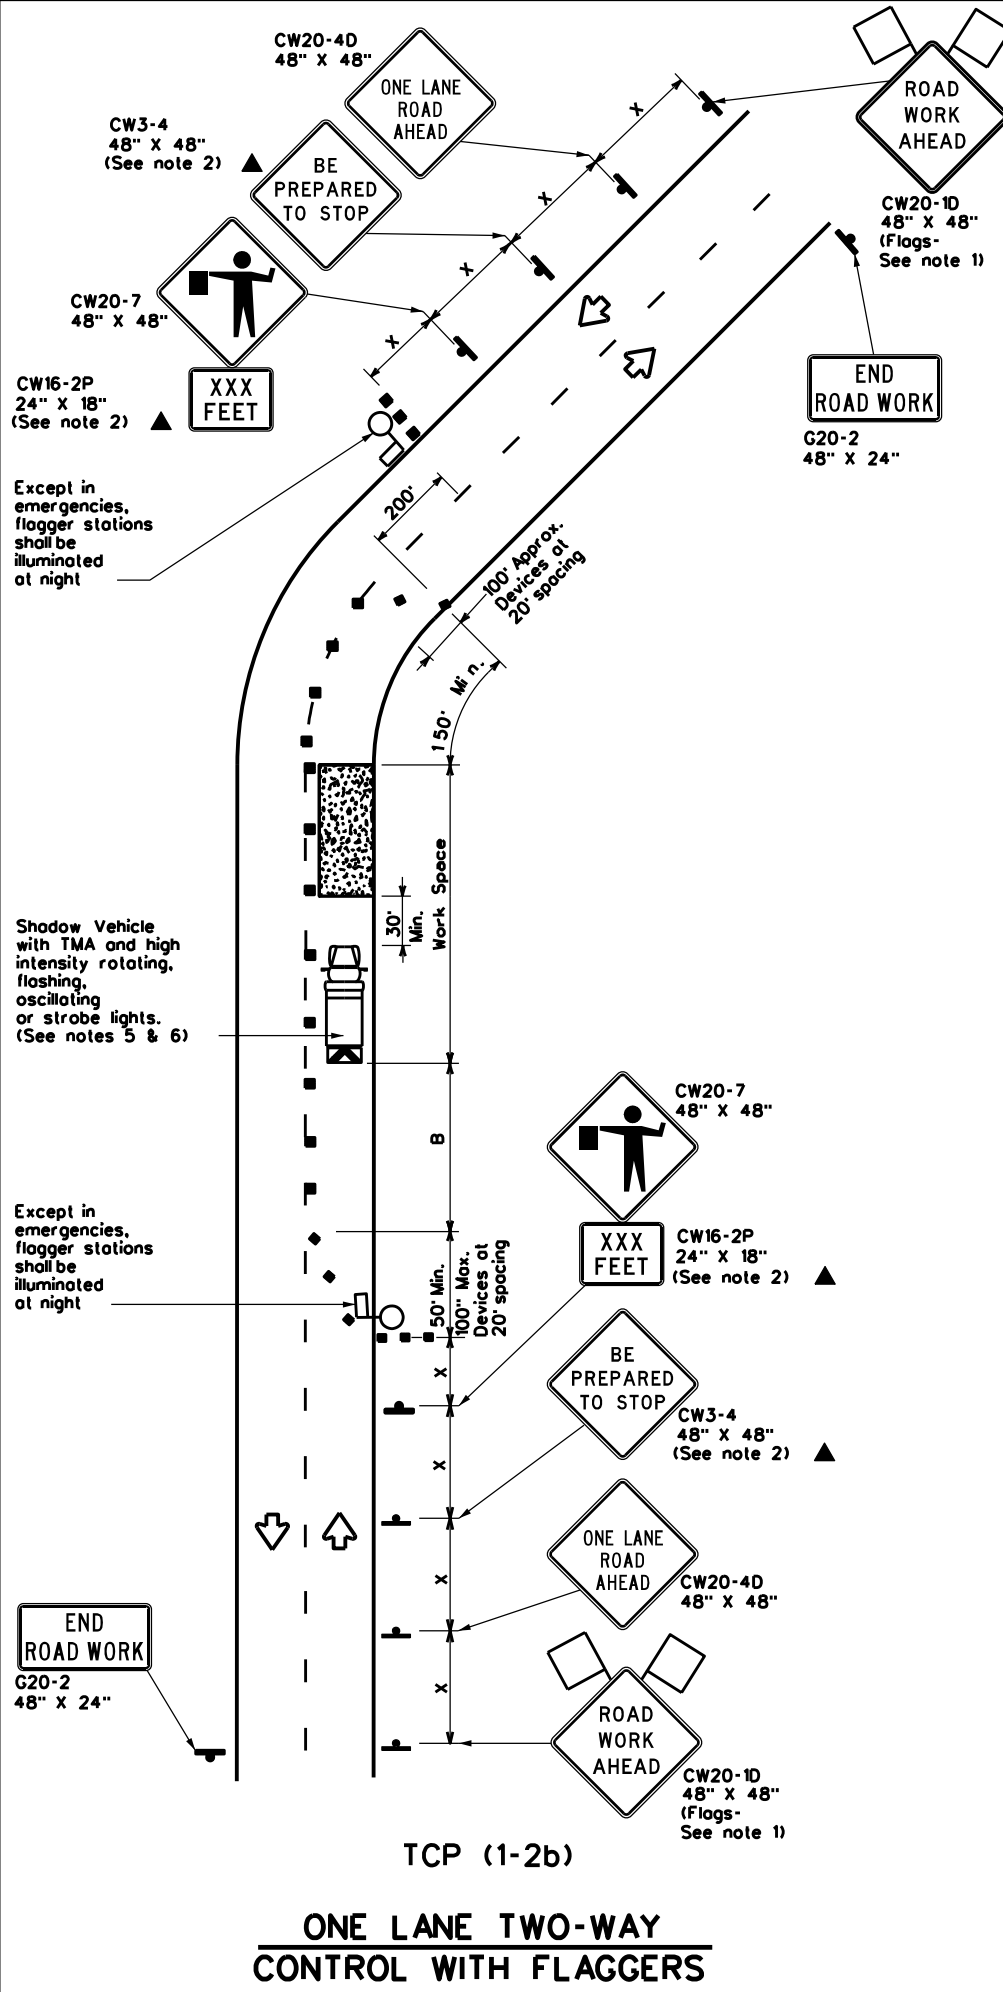 CW20-4D
48" X 48"
ONE LANE
ROAD
AHEAD
ROAD
WORK
AHEAD
CW20-1D
48" X 48"
(Flags-
See note 1)
CW3-4
48" X 48"
(See note 2)
BE
PREPARED
TO STOP
X
X
X
X
CW20-7
48" X 48"
CW16-2P
24" X 18"
(See note 2)
XXX
FEET
END
ROAD WORK
G20-2
48" X 24"
Except in
emergencies,
flagger stations
shall be
illuminated
at night
200'
100' Approx.
Devices at
20' spacing
150' Min.
Work Space
30'
Min.
Shadow Vehicle
with TMA and high
intensity rotating,
flashing,
oscillating
or strobe lights.
(See notes 5 & 6)
B
CW20-7
48" X 48"
XXX
FEET
CW16-2P
24" X 18"
(See note 2)
Except in
emergencies,
flagger stations
shall be
illuminated
at night
50' Min.
100" Max.
Devices at
20' spacing
X
X
X
X
BE
PREPARED
TO STOP
CW3-4
48" X 48"
(See note 2)
ONE LANE
ROAD
AHEAD
CW20-4D
48" X 48"
END
ROAD WORK
G20-2
48" X 24"
ROAD
WORK
AHEAD
CW20-1D
48" X 48"
(Flags-
See note 1)
TCP (1-2b)
ONE LANE TWO-WAY
CONTROL WITH FLAGGERS